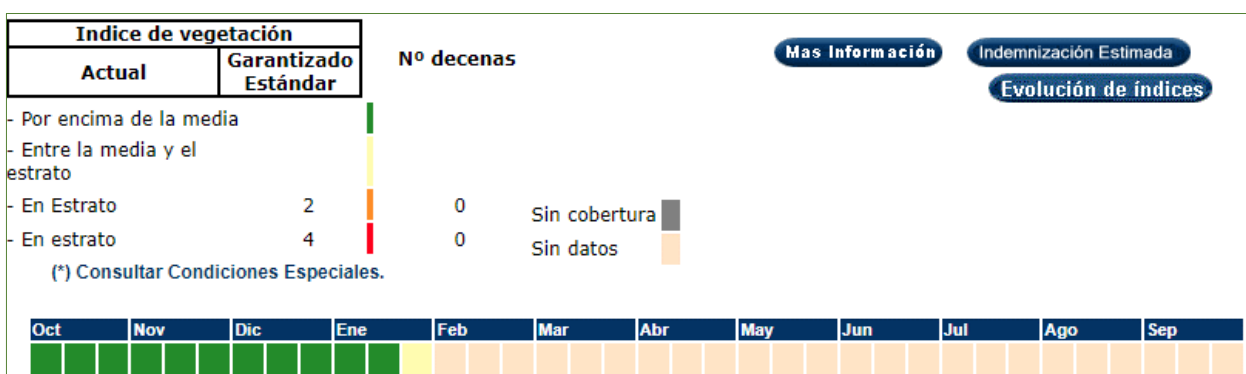 Indice de vegetación
Actual
Garantizado
Estándar
Nº decenas
Mas Información
Indemnización Estimada
Evolución de índices
- Por encima de la media
- Entre la media y el
estrato
- En Estrato 2 0 Sin cobertura
- En estrato 4 0 Sin datos
(*) Consultar Condiciones Especiales.
Oct Nov Dic Ene Feb Mar Abr May Jun Jul Ago Sep